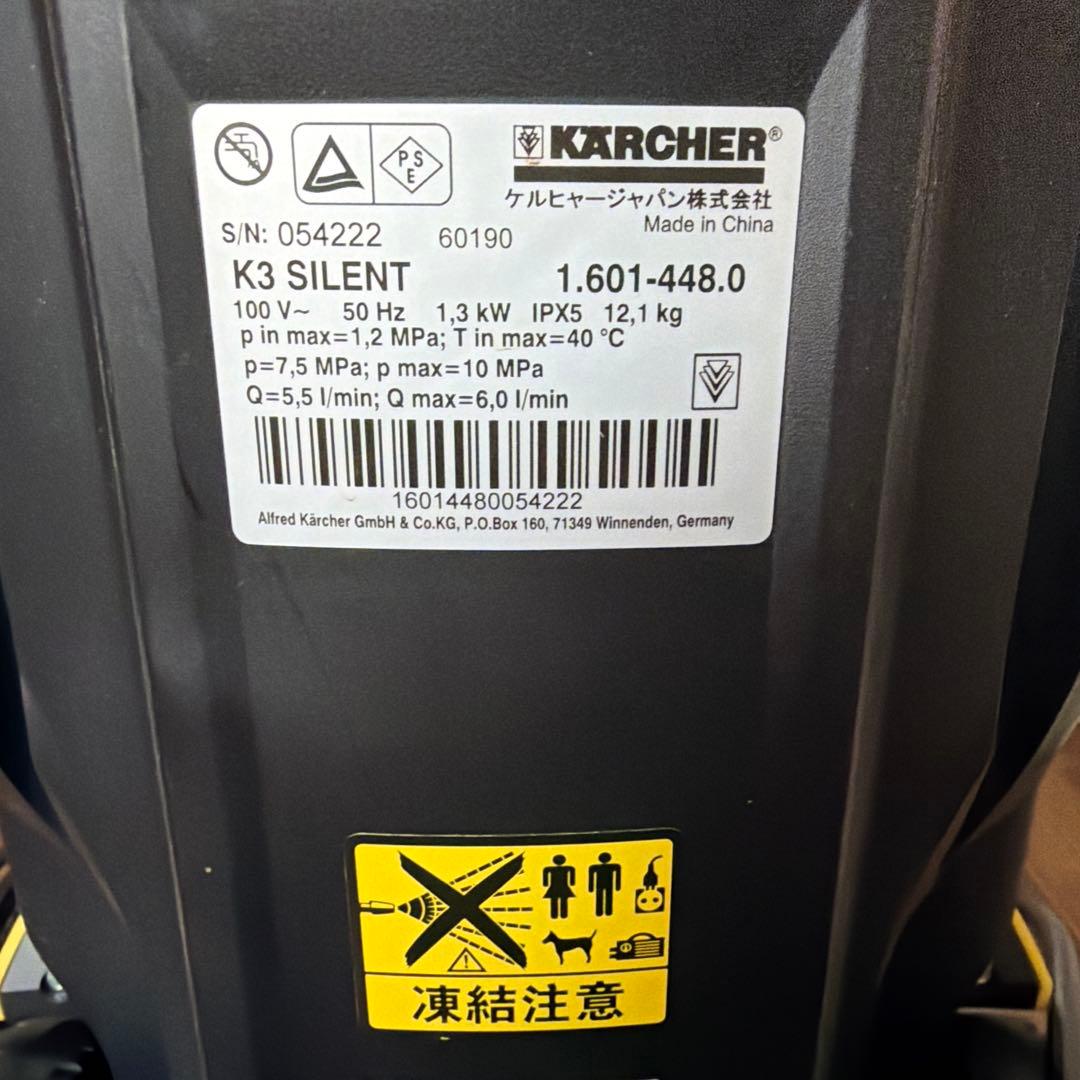 PSE
KÄRCHER®
ケルヒャージャパン株式会社
Made in China
S/N: 054222 60190
K3 SILENT 1.601-448.0
100 V~ 50 Hz 1,3 kW IPX5 12,1 kg
p in max=1,2 MPa; T in max=40 °C
p=7,5 MPa; p max=10 MPa
Q=5,5 l/min; Q max=6,0 l/min
16014480054222
Alfred Kärcher GmbH & Co.KG, P.O.Box 160, 71349 Winnenden, Germany
凍結注意